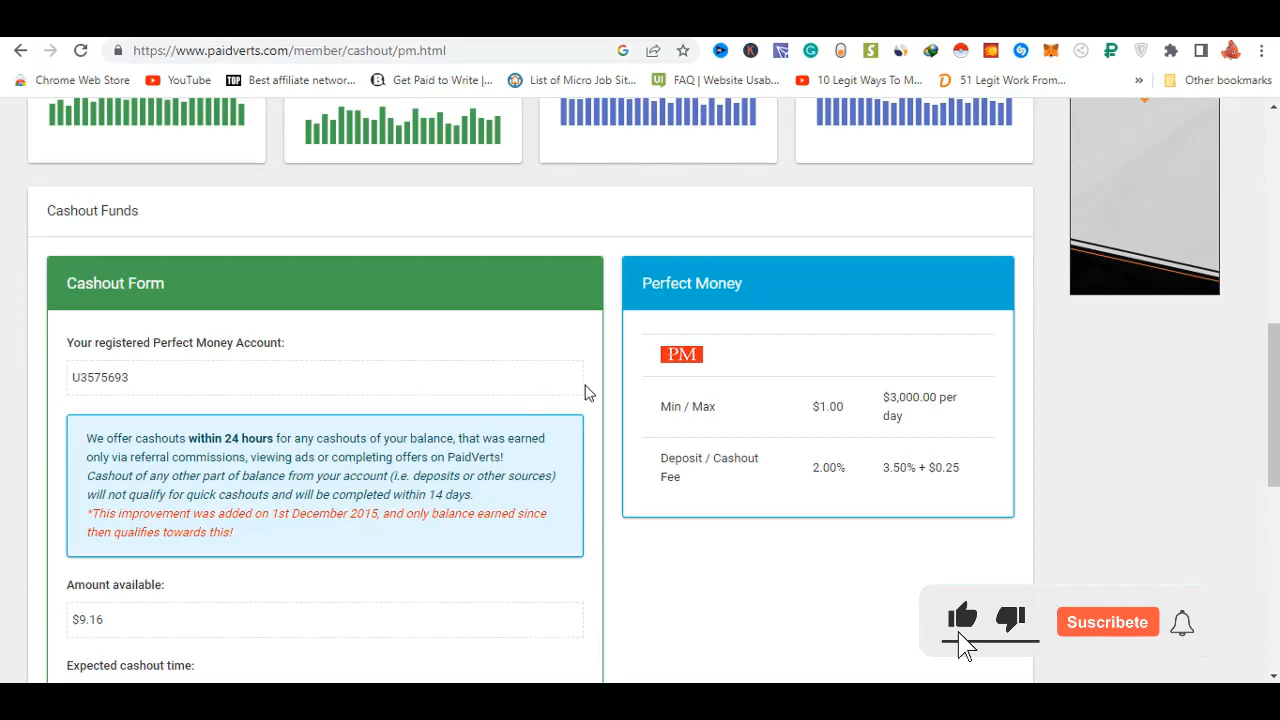 https://www.paidverts.com/member/cashout/pm.html
Chrome Web Store
YouTube
TOP
Best affiliate networ...
Get Paid to Write |...
List of Micro Job Sit...
UI
FAQ | Website Usab...
10 Legit Ways To M...
51 Legit Work From...
»
Other bookmarks
Cashout Funds
Cashout Form
Your registered Perfect Money Account:
U3575693
We offer cashouts within 24 hours for any cashouts of your balance, that was earned
only via referral commissions, viewing ads or completing offers on PaidVerts!
Cashout of any other part of balance from your account (i.e. deposits or other sources)
will not qualify for quick cashouts and will be completed within 14 days.
*This improvement was added on 1st December 2015, and only balance earned since
then qualifies towards this!
Amount available:
$9.16
Expected cashout time:
Perfect Money
PM
Min / Max
$1.00
$3,000.00 per
day
Deposit / Cashout
Fee
2.00%
3.50% + $0.25
Suscribete